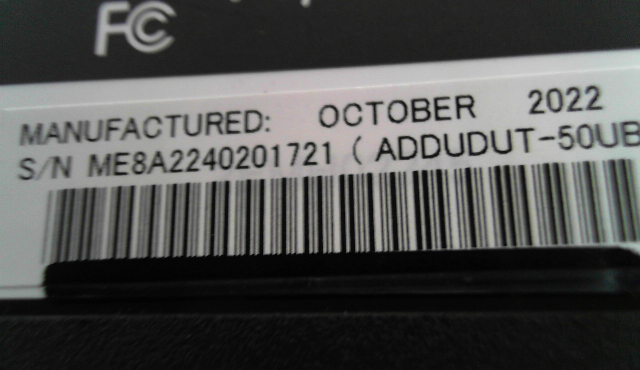 FC
MANUFACTURED: OCTOBER 2022
S/N ME8A2240201721 ( ADDUDUT-50UB